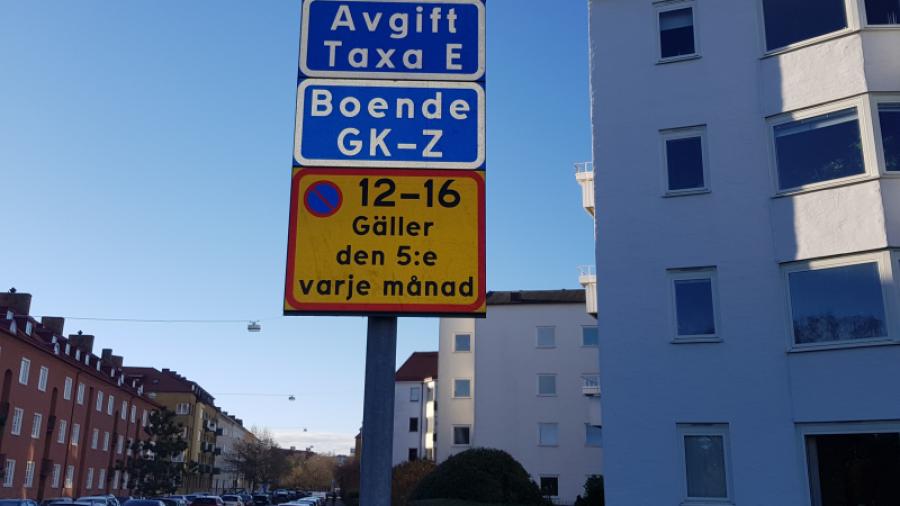 Avgift
Taxa E
Boende
GK-Z
12-16
Gäller
den 5:e
varje månad